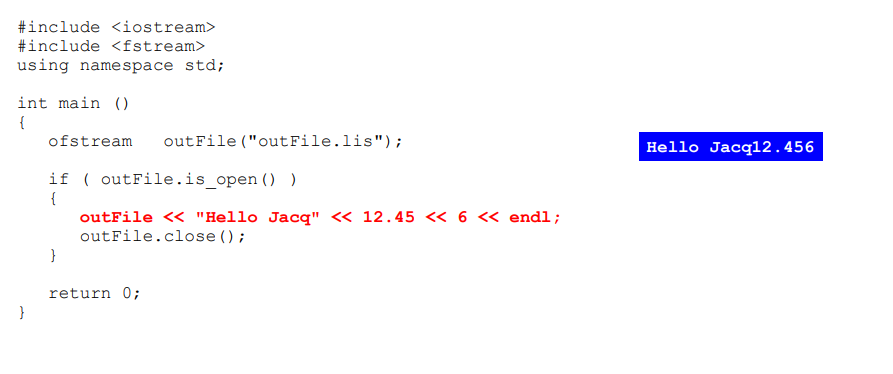 #include <iostream>
#include <fstream>
using namespace std;
int main ()
{
ofstream   outFile("outFile.lis");
Hello Jacq12.456
if ( outFile.is_open() )
{
outFile << "Hello Jacq" << 12.45 << 6 << endl;
outFile.close();
}
return 0;
}